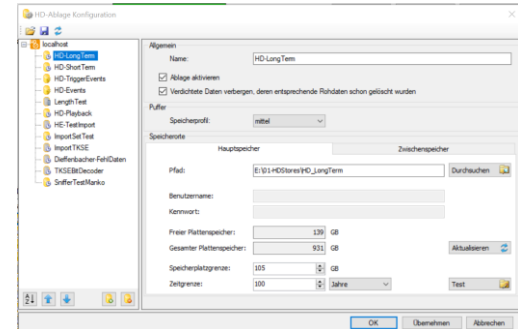 HD-Ablage Konfiguration
localhost
HD-LongTerm
HD-ShortTerm
HD-TriggerEvents
HD-Events
LengthTest
HD-Playback
HE-TestImport
ImportSetTest
ImportTKSE
Dieffenbacher-FehlDaten
TKSEBitDecoder
SnifferTestManko
Allgemein
Name: HD-LongTerm
Ablage aktivieren
Verdichtete Daten verbergen, deren entsprechende Rohdaten schon gelöscht wurden
Puffer
Speicherprofil: mittel
Speicherorte
Hauptspeicher Zwischenspeicher
Pfad: E:\01-HDStores\HD_LongTerm Durchsuchen
Benutzername:
Kennwort:
Freier Plattenspeicher: 139 GB
Gesamter Plattenspeicher: 931 GB Aktualisieren
Speicherplatzgrenze: 105 GB
Zeitgrenze: 100 Jahre Test
OK Übernehmen Abbrechen